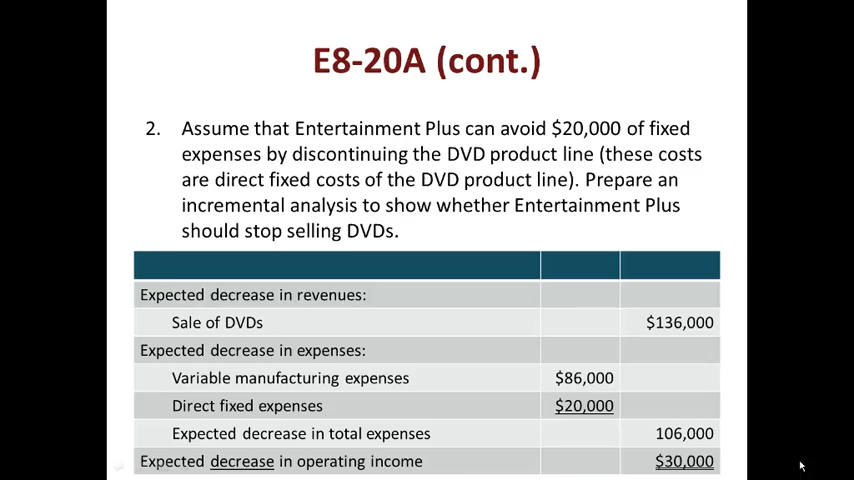 E8-20A (cont.)
2. Assume that Entertainment Plus can avoid $20,000 of fixed
expenses by discontinuing the DVD product line (these costs
are direct fixed costs of the DVD product line). Prepare an
incremental analysis to show whether Entertainment Plus
should stop selling DVDs.
Expected decrease in revenues:
Sale of DVDs $136,000
Expected decrease in expenses:
Variable manufacturing expenses $86,000
Direct fixed expenses $20,000
Expected decrease in total expenses 106,000
Expected decrease in operating income $30,000